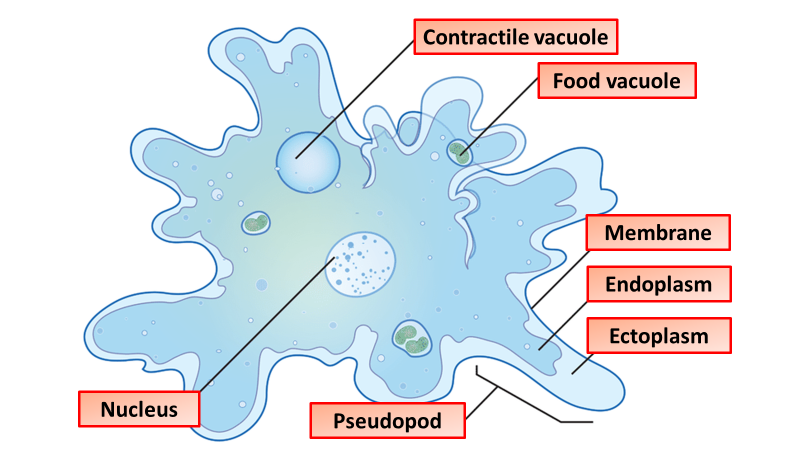 Contractile vacuole
Food vacuole
Membrane
Endoplasm
Ectoplasm
Nucleus
Pseudopod